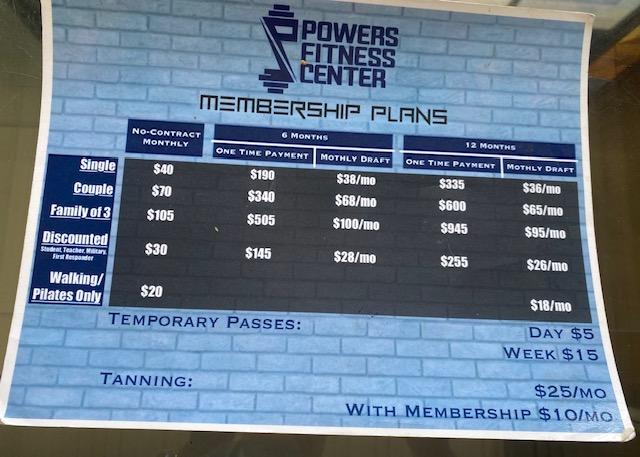 POWERS
FITNESS
CENTER
MEMBERSHIP PLANS
No-Contract Monthly 6 Months 12 Months
One Time Payment Mothly Draft One Time Payment Mothly Draft
Single $40 $190 $38/mo $335 $36/mo
Couple $70 $340 $68/mo $600 $65/mo
Family of 3 $105 $505 $100/mo $945 $95/mo
Discounted $30 $145 $28/mo $255 $26/mo
Student, Teacher, Military,
First Responder
Walking/
Pilates Only $20 $18/mo
Temporary Passes: Day $5
Week $15
Tanning: $25/mo
With Membership $10/mo